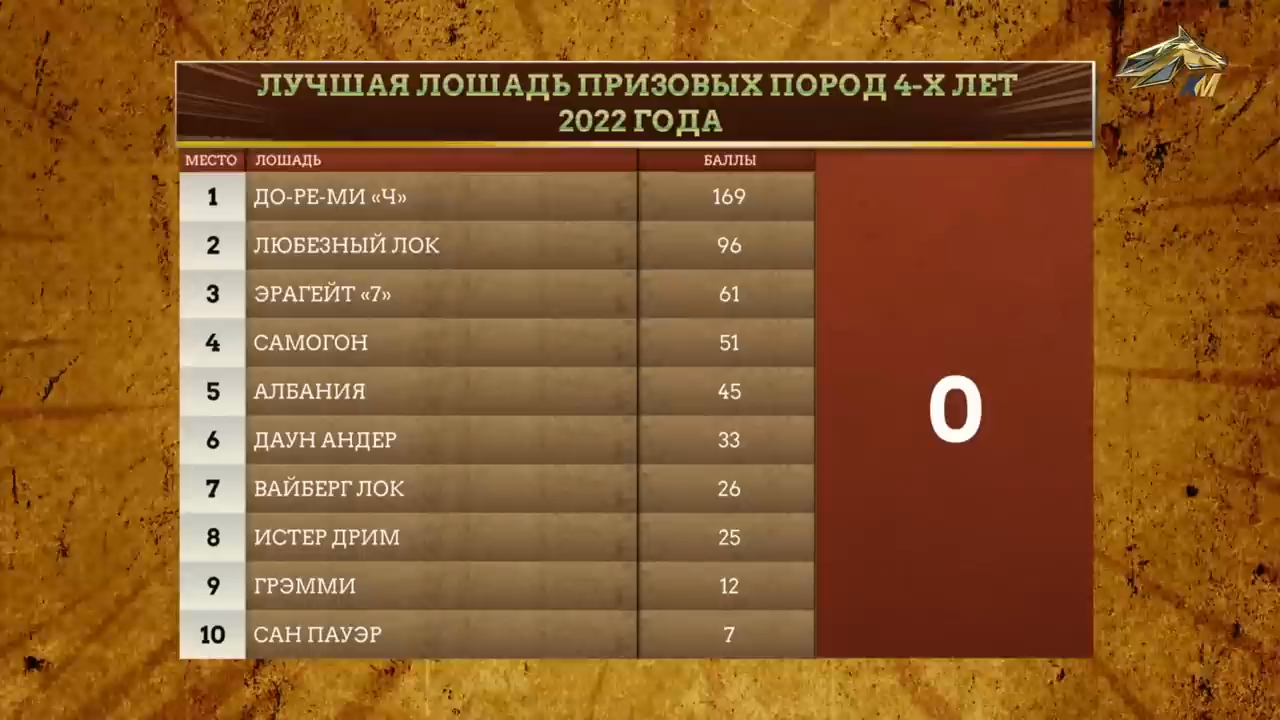 КМ
ЛУЧШАЯ ЛОШАДЬ ПРИЗОВЫХ ПОРОД 4-Х ЛЕТ
2022 ГОДА
МЕСТО ЛОШАДЬ БАЛЛЫ
1 ДО-РЕ-МИ «Ч» 169
2 ЛЮБЕЗНЫЙ ЛОК 96
3 ЭРАГЕЙТ «7» 61
4 САМОГОН 51
5 АЛБАНИЯ 45
6 ДАУН АНДЕР 33
7 ВАЙБЕРГ ЛОК 26
8 ИСТЕР ДРИМ 25
9 ГРЭММИ 12
10 САН ПАУЭР 7
0